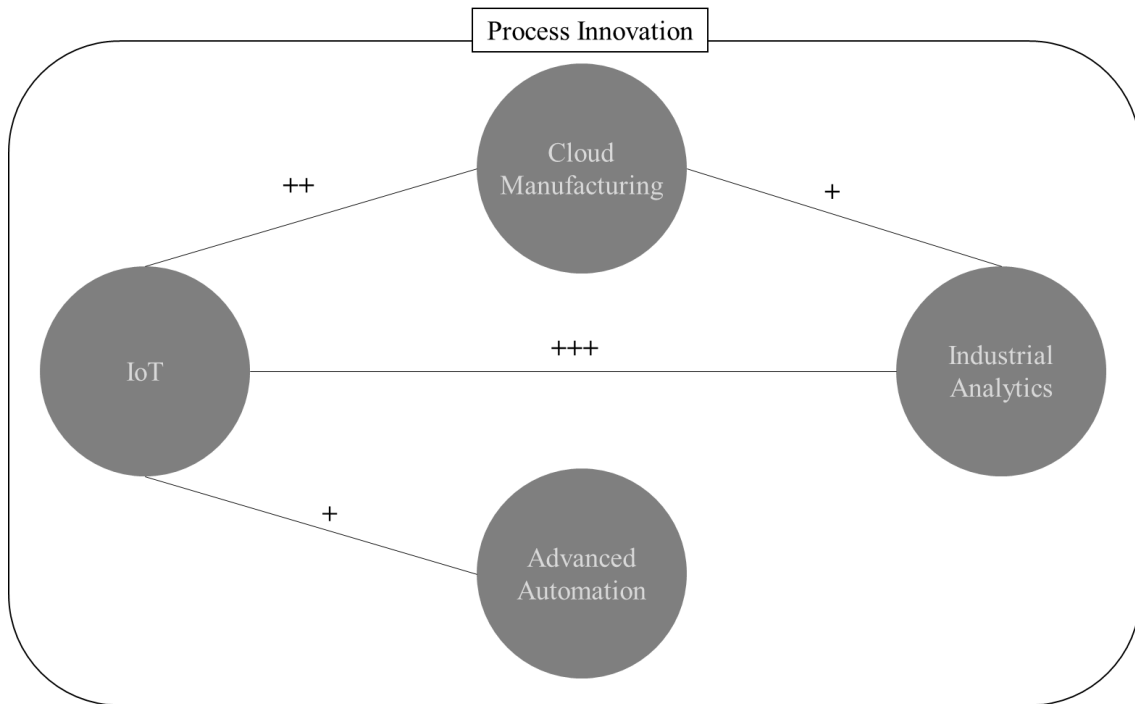 Process Innovation
Cloud
Manufacturing
++
+
+++
IoT
Industrial
Analytics
+
Advanced
Automation